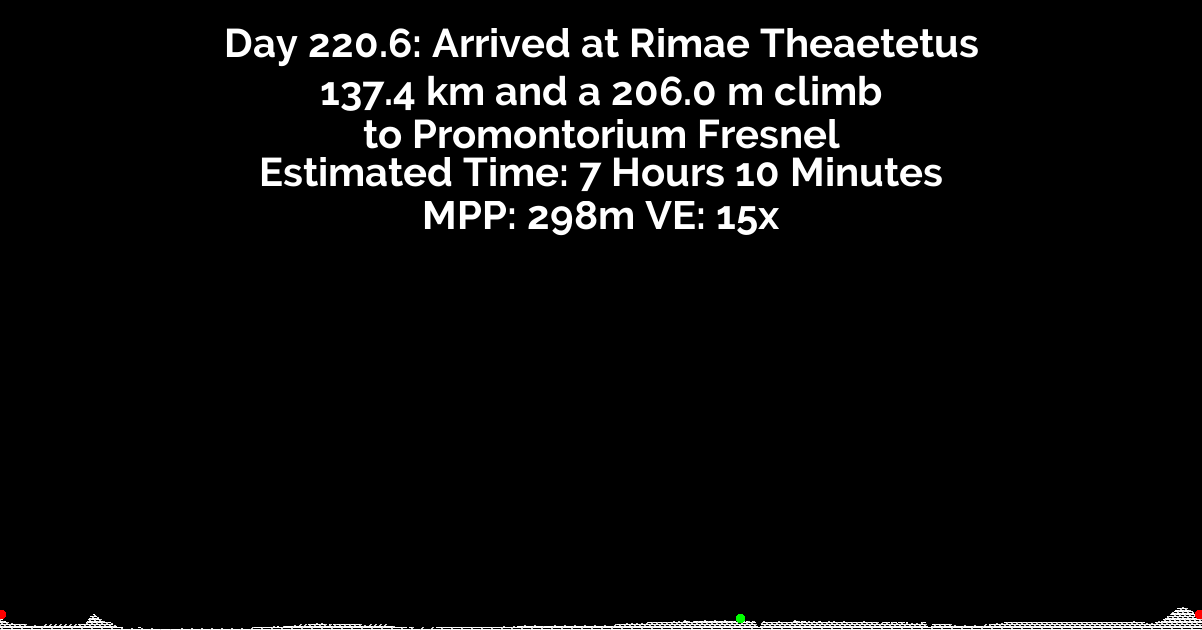 Day 220.6: Arrived at Rimae Theaetetus
137.4 km and a 206.0 m climb
to Promontorium Fresnel
Estimated Time: 7 Hours 10 Minutes
MPP: 298m VE: 15x